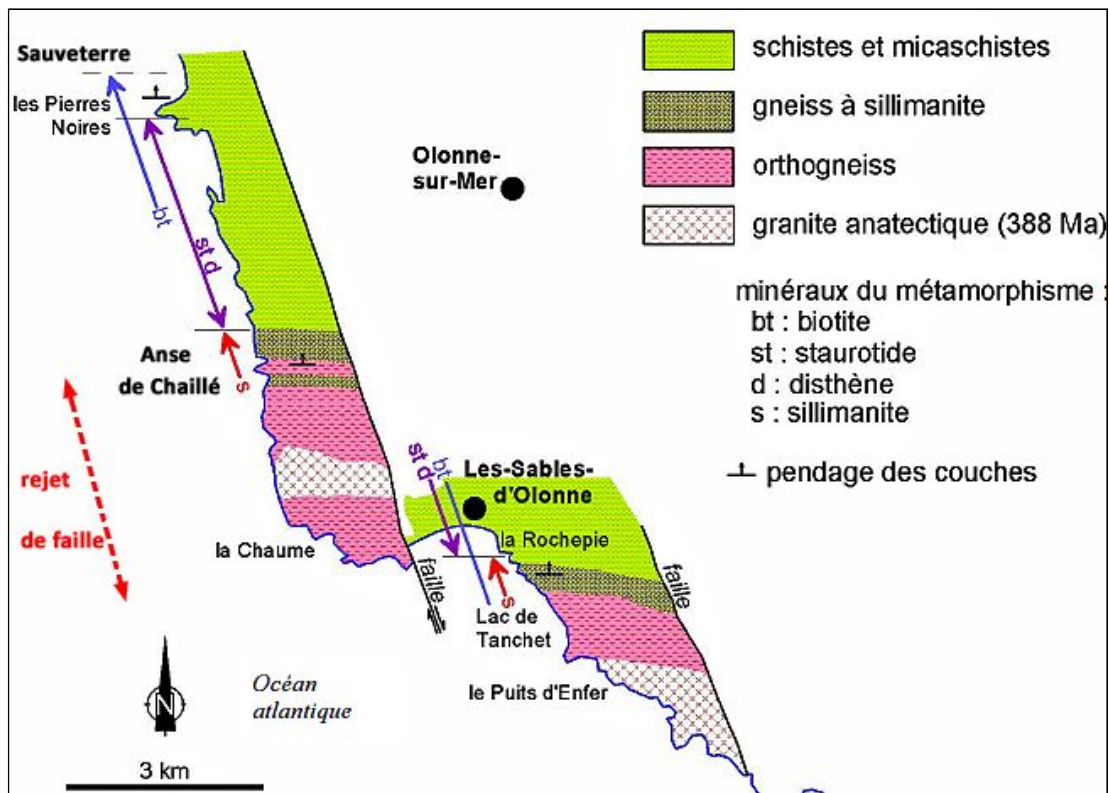 Sauveterre
les Pierres
Noires
bt
st d
Anse
de Chaillé
s
rejet
de faille
la Chaume
Olonne-
sur-Mer
st d
bt
Les-Sables-
d'Olonne
la Rochepie
faille
s
Lac de
Tanchet
faille
le Puits d'Enfer
N
Océan
atlantique
3 km
schistes et micaschistes
gneiss à sillimanite
orthogneiss
granite anatectique (388 Ma)
minéraux du métamorphisme :
bt : biotite
st : staurotide
d : disthène
s : sillimanite
pendage des couches